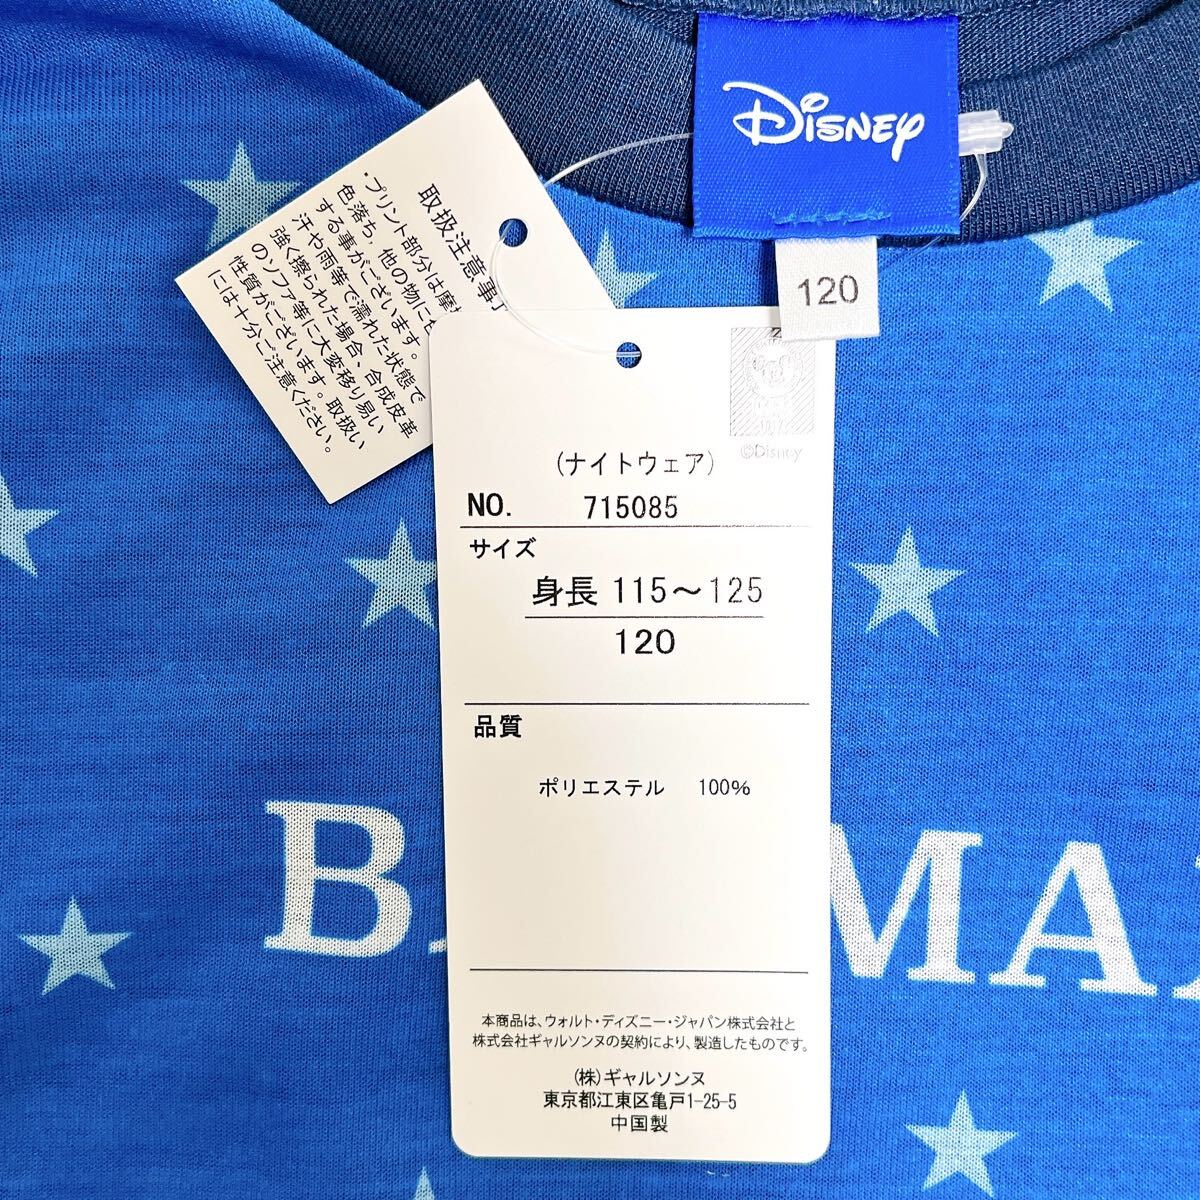 Disney
120
取扱注意事
・プリント部分は摩
色落ち,他の物に
する事がございます。
汗や雨等で濡れた状態で
強く擦られた場合、合成皮革
のソファ等に大変移り易い
性質がございます。取扱い
には十分ご注意ください。
©Disney
(ナイトウェア)
NO. 715085
サイズ
身長 115～125
120
品質
ポリエステル 100%
本商品は、ウォルト・ディズニー・ジャパン株式会社と
株式会社ギャルソンヌの契約により、製造したものです。
(株)ギャルソンヌ
東京都江東区亀戸1-25-5
中国製
B
MA